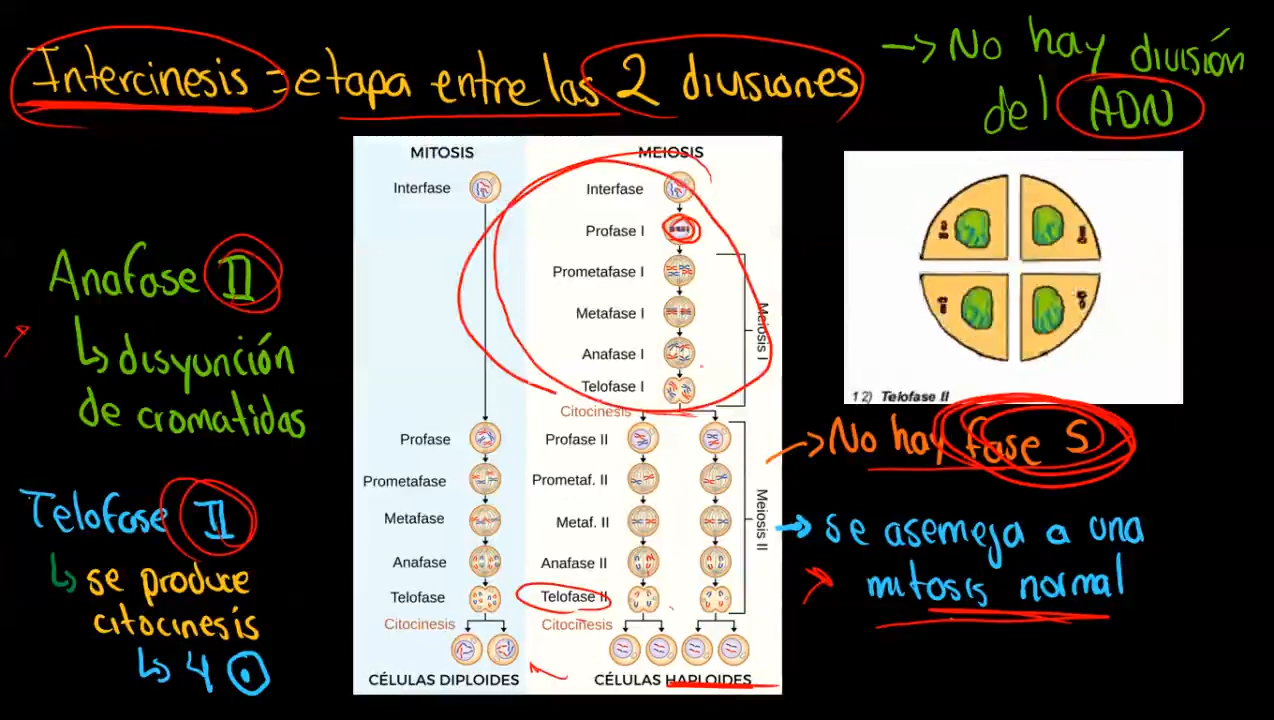 Intercinesis = etapa entre las 2 divisiones
→ No hay división
del ADN
Anafase II
↳ disyunción
de cromatidas
Telofase II
↳ se produce
citocinesis
↳ 4
MITOSIS
Interfase
Profase
Prometafase
Metafase
Anafase
Telofase
Citocinesis
CÉLULAS DIPLOIDES
MEIOSIS
Interfase
Profase I
Prometafase I
Metafase I
Anafase I
Telofase I
Citocinesis
Meiosis I
Profase II
Prometaf. II
Metaf. II
Anafase II
Telofase II
Citocinesis
Meiosis II
CÉLULAS HAPLOIDES
12) Telofase II
→ No hay fase S
→ se asemeja a una
mitosis normal